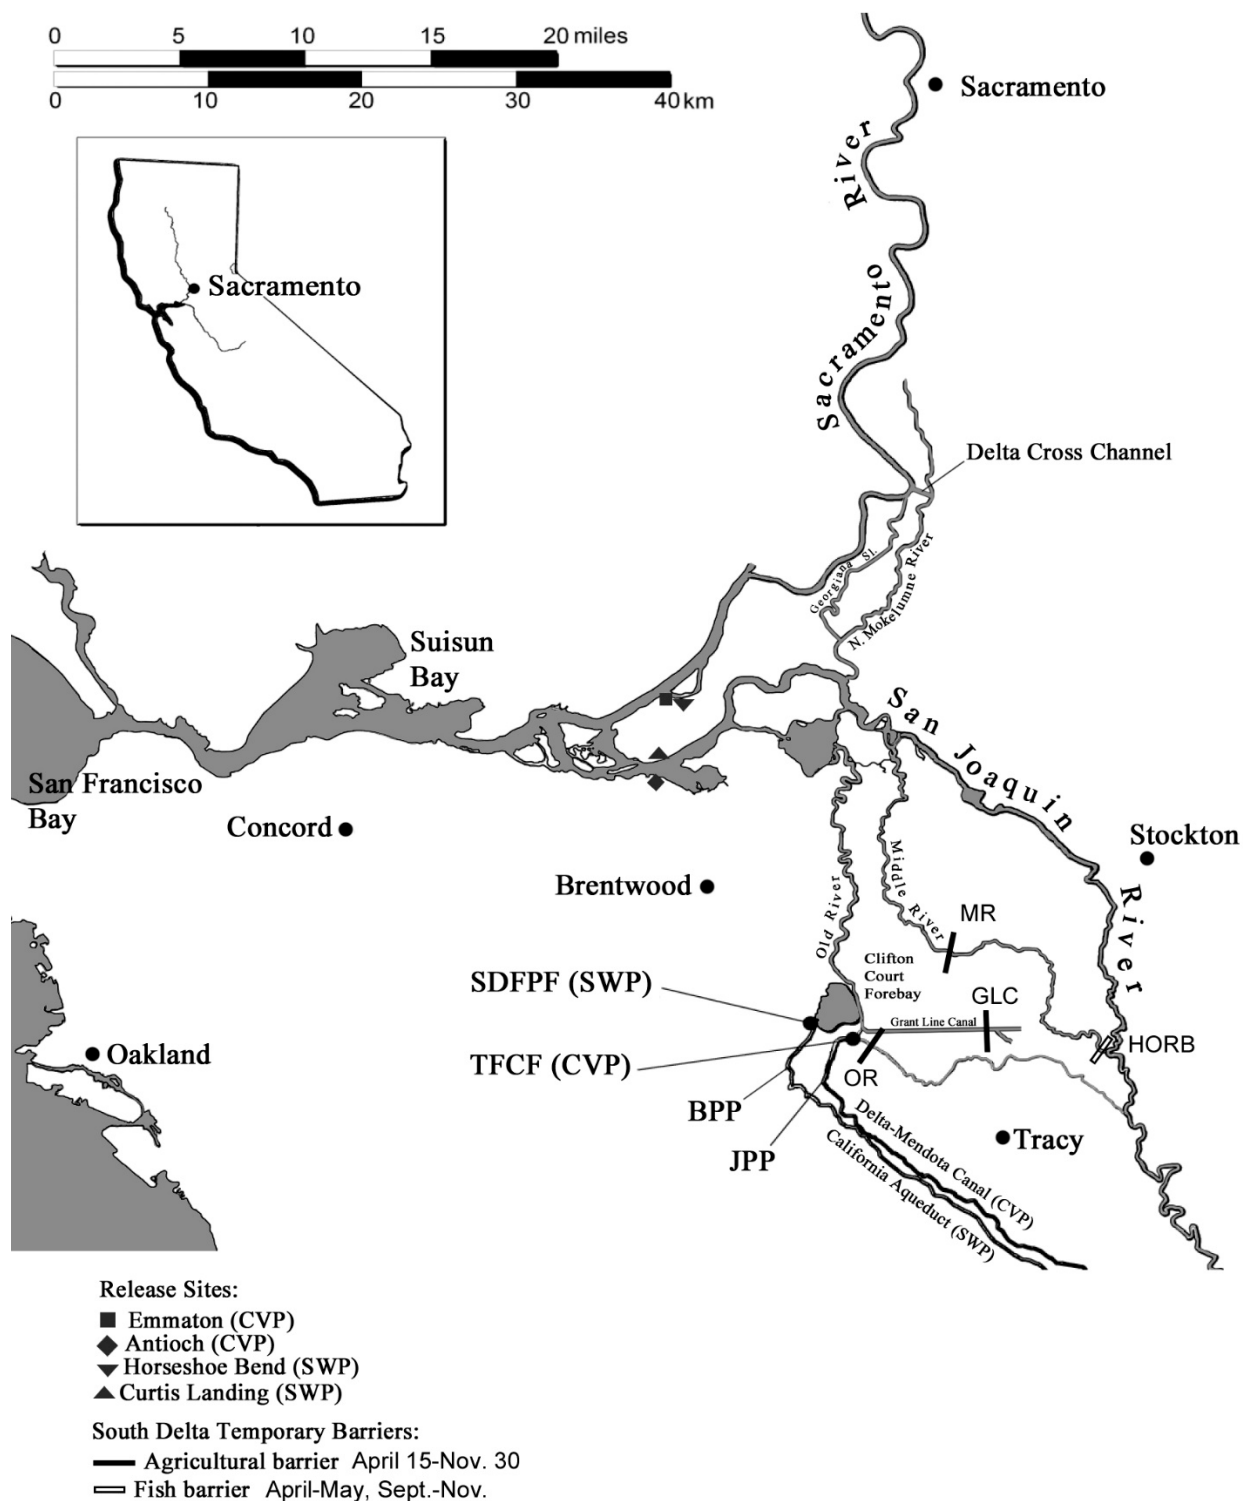 0 5 10 15 20 miles
0 10 20 30 40 km
Sacramento
Sacramento
Sacramento River
Delta Cross Channel
Georgiana Sl.
N. Mokelumne River
Suisun
Bay
San Joaquin River
San Francisco
Bay
Concord
Stockton
Brentwood
Old River
Middle River
MR
SDFPF (SWP)
Clifton
Court
Forebay
GLC
Grant Line Canal
Oakland
TFCF (CVP)
HORB
OR
BPP
JPP
Delta-Mendota Canal (CVP)
California Aqueduct (SWP)
Tracy
Release Sites:
Emmaton (CVP)
Antioch (CVP)
Horseshoe Bend (SWP)
Curtis Landing (SWP)
South Delta Temporary Barriers:
Agricultural barrier April 15-Nov. 30
Fish barrier April-May, Sept.-Nov.